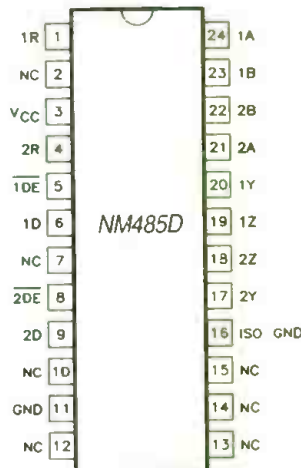 1R 1 24 1A
NC 2 23 1B
VCC 3 22 2B
2R 4 21 2A
1DE 5 20 1Y
1D 6 NM485D 19 1Z
NC 7 18 2Z
2DE 8 17 2Y
2D 9 16 ISO GND
NC 10 15 NC
GND 11 14 NC
NC 12 13 NC